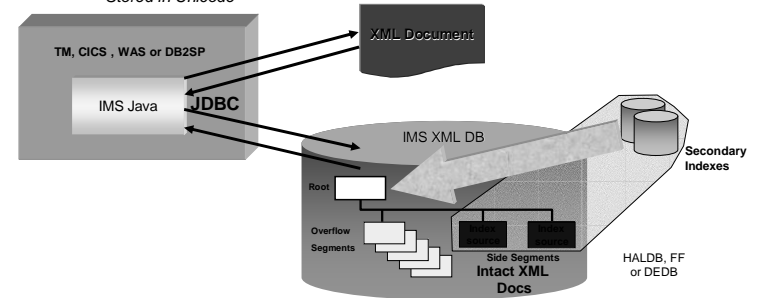 Stored in Unicode
TM, CICS , WAS or DB2SP
XML Document
IMS Java
JDBC
IMS XML DB
Secondary
Indexes
Root
Overflow
Segments
Index
source
Index
source
Side Segments
Intact XML
Docs
HALDB, FF
or DEDB